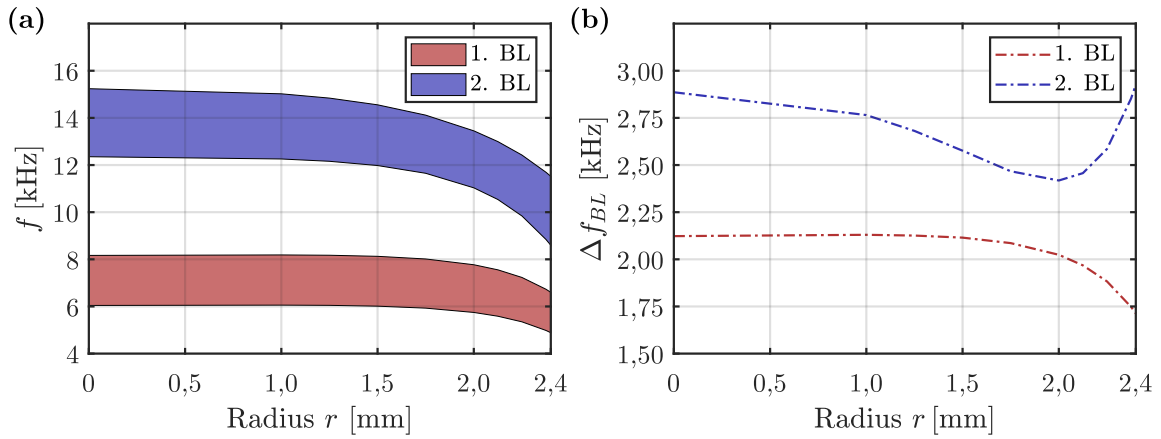 (a)
f [kHz]
16
14
12
10
8
6
4
0 0,5 1,0 1,5 2,0 2,4
Radius r [mm]
1. BL
2. BL
(b)
Δf_BL [kHz]
3,00
2,75
2,50
2,25
2,00
1,75
1,50
0 0,5 1,0 1,5 2,0 2,4
Radius r [mm]
1. BL
2. BL